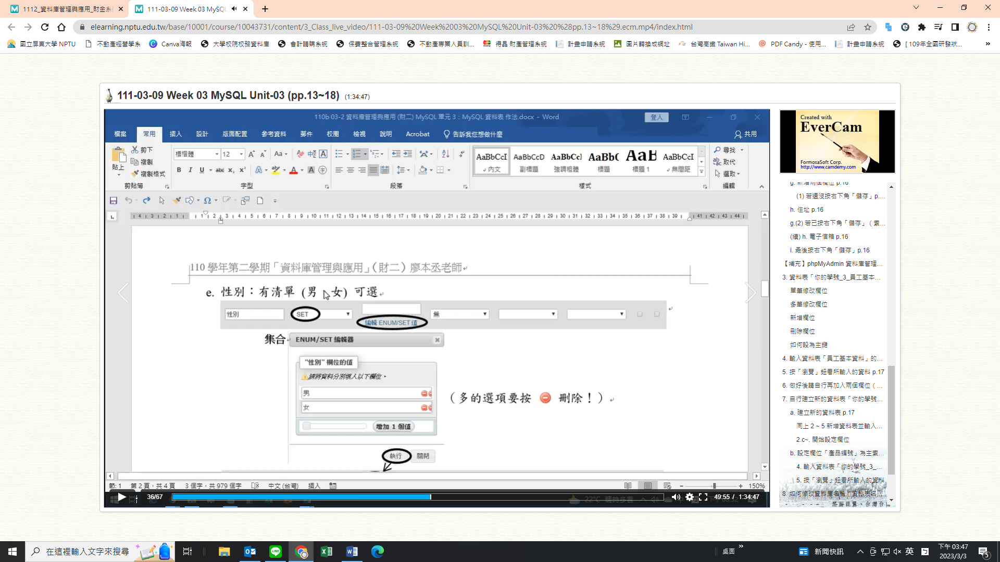 1112_資料庫管理與應用_財金系(
111-03-09 Week 03 MySQL
elearning.nptu.edu.tw/base/10001/course/10043731/content/3_Class_live_video/111-03-09%20Week%2003%20MySQL%20Unit-03%20%28pp.13~18%29.ecm.mp4/index.html
國立屏東大學 NPTU
不動產經營學系
Canva海報
大學校院校務資料庫
會計請購系統
保費整合管理系統
不動產專業人員訓...
得晶 財產管理系統
計畫申請系統
圖片轉換成網址
台灣高鐵 Taiwan Hi...
PDF Candy - 使用...
計畫申請系統
[ 109年全國研發狀...
111-03-09 Week 03 MySQL Unit-03 (pp.13~18) (1:34:47)
110b 03-2 資料庫管理與應用 (財二) MySQL 單元 3：MySQL 資料表 作法.docx - Word
登入
檔案 常用 插入 設計 版面配置 參考資料 郵件 校閱 檢視 說明 Acrobat 告訴我您想做什麼 共用
貼上
剪下
複製
複製格式
標楷體 12
AaBbCcI AaBbCcD AaBbCcI AaBbC AaB AaBbCcI
內文 副標題 強調粗體 標題 標題 1 無間距
尋找
取代
選取
剪貼簿 字型 段落 樣式 編輯
110 學年第二學期「資料庫管理與應用」（財二）廖本丞老師
e. 性別：有清單 (男、女) 可選
性別 SET 無
編輯 ENUM/SET 值
集合
ENUM/SET 編輯器
"性別" 欄位的值
請將資料分別填入以下欄位。
男
女
（多的選項要按 刪除！）
增加 1 個值
執行 關閉
節: 1 第 2 頁，共 4 頁 3 個字，共 979 個字 中文 (台灣) 插入 150%
36/67 49:55 / 1:34:47
22°C 晴時多雲
Created with
EverCam
FormosaSoft Corp.
http://www.camdemy.com
g. 新增兩個欄位 p.16
(1) 若還沒按右下角「儲存」p....
h. 住址 p.16
g.(2) 若已按右下角「儲存」（索...
(續) h. 電子信箱 p.16
i. 最後按右下角「儲存」p.16
【補充】phpMyAdmin 資料庫管理...
3. 資料表「你的學號_3_員工基本...
單筆修改欄位
多筆修改欄位
新增欄位
刪除欄位
如何設為主鍵
4. 輸入資料表「員工基本資料」的...
5. 按「瀏覽」鈕看所輸入的資料 p.17
6. 做好後請自行再加入兩個欄位（...
7. 自行建立新的資料表「你的學號...
a. 建立新的資料表 p.17
同上 2 ~ 5 新增資料表並輸入...
2.c~. 開始設定欄位
b. 設定欄位「產品編號」為主索...
4. 輸入資料表「你的學號_3_...
5. 按「瀏覽」鈕看所輸入的資料
8. 如何修改資料庫名稱、資料表名...
在這裡輸入文字來搜尋
桌面
新聞快訊
英
下午 03:47
2023/3/3
5